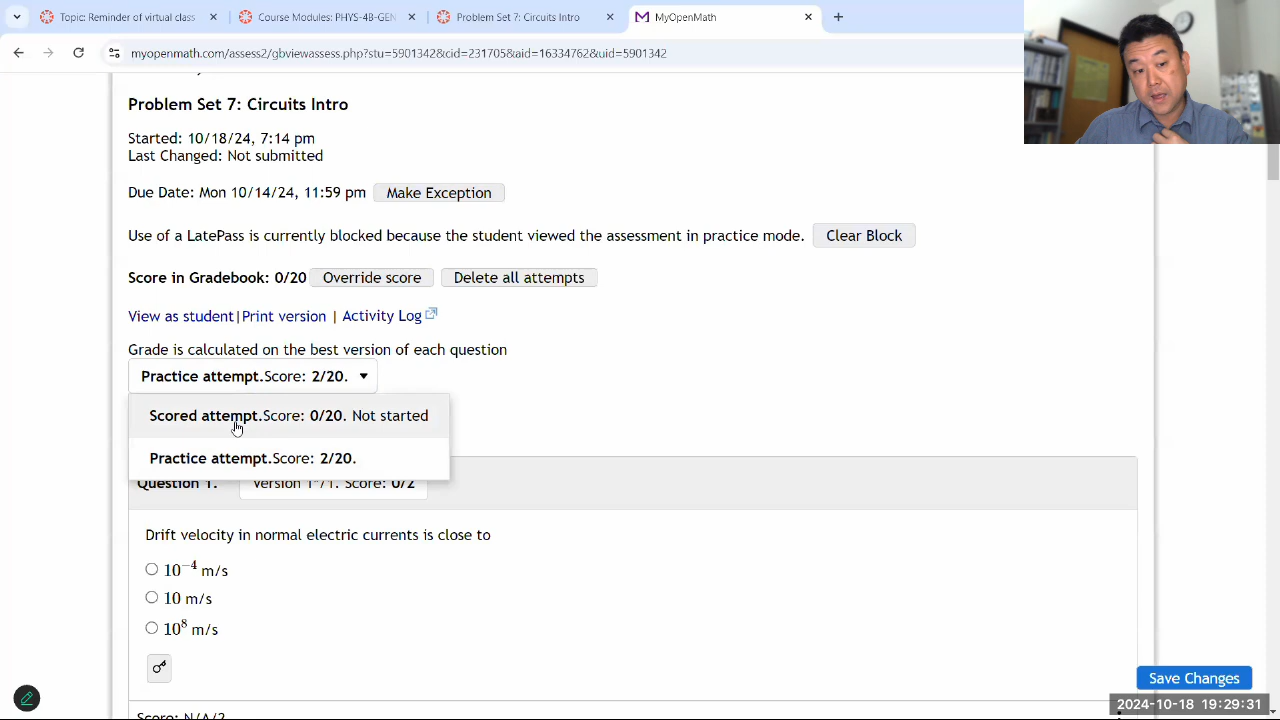 Topic: Reminder of virtual class
Course Modules: PHYS-4B-GEN
Problem Set 7: Circuits Intro
MyOpenMath
myopenmath.com/assess2/gbviewassess.php?stu=5901342&cid=231705&aid=16334762&uid=5901342
Problem Set 7: Circuits Intro
Started: 10/18/24, 7:14 pm
Last Changed: Not submitted
Due Date: Mon 10/14/24, 11:59 pm Make Exception
Use of a LatePass is currently blocked because the student viewed the assessment in practice mode. Clear Block
Score in Gradebook: 0/20 Override score Delete all attempts
View as student|Print version | Activity Log
Grade is calculated on the best version of each question
Practice attempt.Score: 2/20.
Scored attempt.Score: 0/20. Not started
Practice attempt.Score: 2/20.
Question 1. Version 1*/1. Score: 0/2
Drift velocity in normal electric currents is close to
10⁻⁴ m/s
10 m/s
10⁸ m/s
Save Changes
Score: N/A/2
2024-10-18 19:29:31